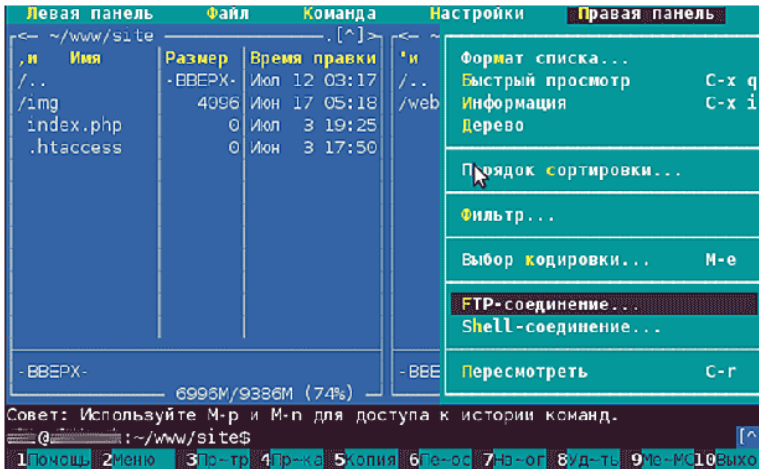 Левая панель Файл Команда Настройки Правая панель
<— ~/www/site .[^]>
<— ~
,и Имя Размер Время правки
/.. -ВВЕРХ- Июл 12 03:17
/img 4096 Июн 17 05:18
index.php 0 Июл 3 19:25
.htaccess 0 Июн 3 17:50
'и
/..
/web
Формат списка...
Быстрый просмотр C-x q
Информация C-x i
Дерево
Порядок сортировки...
Фильтр...
Выбор кодировки... M-e
FTP-соединение...
Shell-соединение...
Пересмотреть C-r
-ВВЕРХ-
-ВВЕ
6996M/9386M (74%)
Совет: Используйте M-p и M-n для доступа к истории команд.
@ :~/www/site$ [^
1Помощь 2Меню 3Пр~тр 4Пр~ка 5Копия 6Пе~ос 7На~ог 8Уд~ть 9Ме~MC 10Выхо